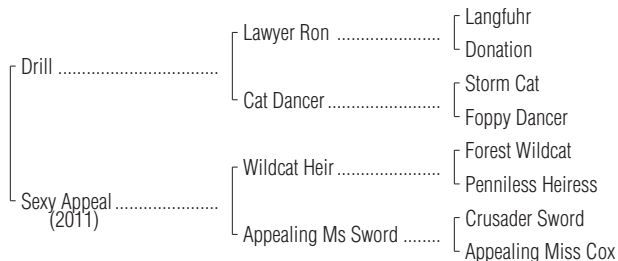 Langfuhr
Lawyer Ron ......................
Donation
Drill .................................
Storm Cat
Cat Dancer .......................
Foppy Dancer
Forest Wildcat
Wildcat Heir .....................
Penniless Heiress
Sexy Appeal .....................
(2011)
Crusader Sword
Appealing Ms Sword ........
Appealing Miss Cox